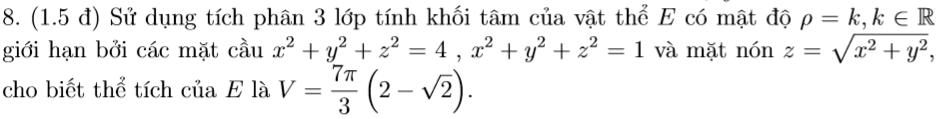 8. (1.5 đ) Sử dụng tích phân 3 lớp tính khối tâm của vật thể E có mật độ ρ = k, k ∈ ℝ
giới hạn bởi các mặt cầu x² + y² + z² = 4 , x² + y² + z² = 1 và mặt nón z = √(x² + y²),
cho biết thể tích của E là V = 7π/3 (2 − √2).